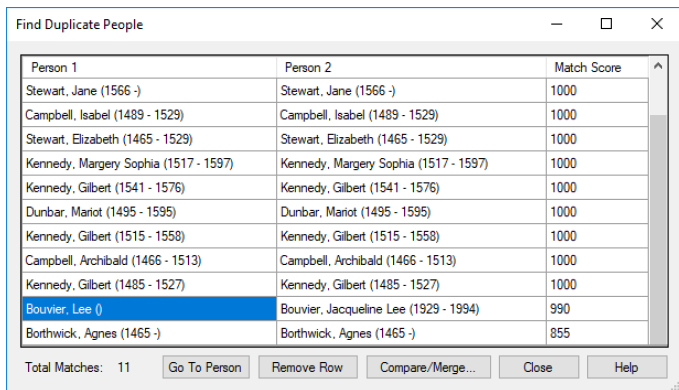 Find Duplicate People
Person 1 Person 2 Match Score
Stewart, Jane (1566 -) Stewart, Jane (1566 -) 1000
Campbell, Isabel (1489 - 1529) Campbell, Isabel (1489 - 1529) 1000
Stewart, Elizabeth (1465 - 1529) Stewart, Elizabeth (1465 - 1529) 1000
Kennedy, Margery Sophia (1517 - 1597) Kennedy, Margery Sophia (1517 - 1597) 1000
Kennedy, Gilbert (1541 - 1576) Kennedy, Gilbert (1541 - 1576) 1000
Dunbar, Mariot (1495 - 1595) Dunbar, Mariot (1495 - 1595) 1000
Kennedy, Gilbert (1515 - 1558) Kennedy, Gilbert (1515 - 1558) 1000
Campbell, Archibald (1466 - 1513) Campbell, Archibald (1466 - 1513) 1000
Kennedy, Gilbert (1485 - 1527) Kennedy, Gilbert (1485 - 1527) 1000
Bouvier, Lee () Bouvier, Jacqueline Lee (1929 - 1994) 990
Borthwick, Agnes (1465 -) Borthwick, Agnes (1465 -) 855
Total Matches: 11 Go To Person Remove Row Compare/Merge... Close Help